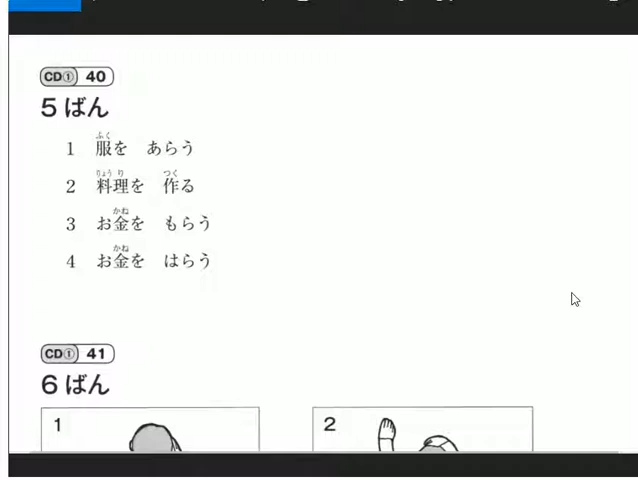 CD① 40
5ばん
1 服を あらう
2 料理を 作る
3 お金を もらう
4 お金を はらう
CD① 41
6ばん
1 2